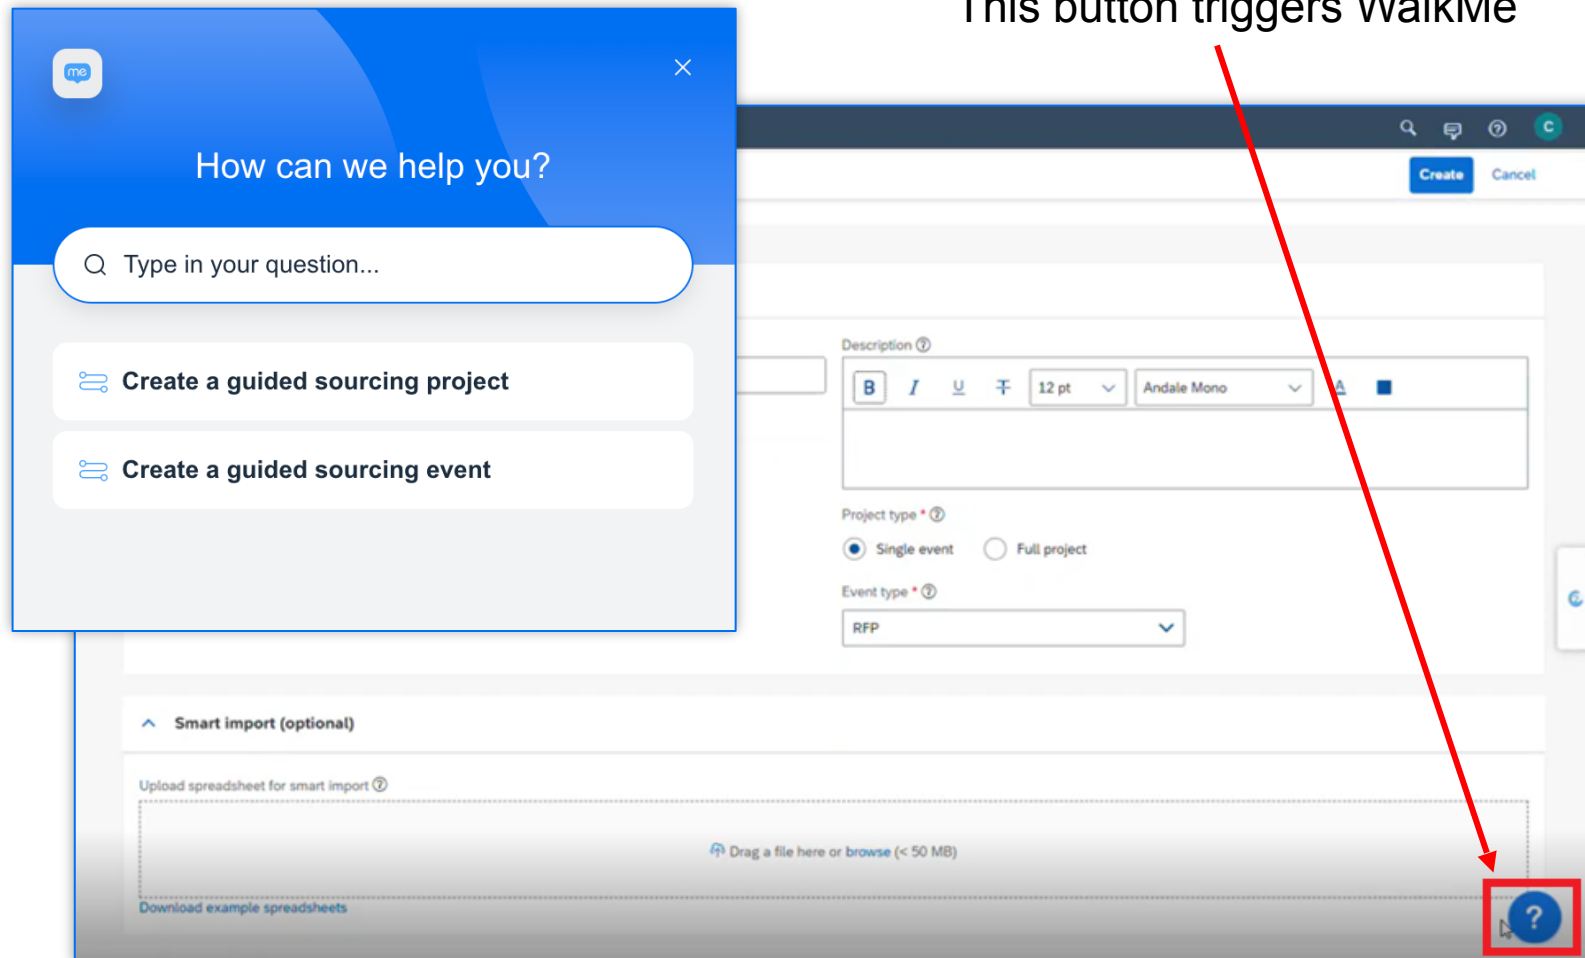 This button triggers WalkMe
me
How can we help you?
Type in your question...
Create a guided sourcing project
Create a guided sourcing event
C
Create Cancel
Description ?
B I U T 12 pt Andale Mono A
Project type * ?
Single event Full project
Event type * ?
RFP
Smart import (optional)
Upload spreadsheet for smart import ?
Drag a file here or browse (< 50 MB)
Download example spreadsheets
?